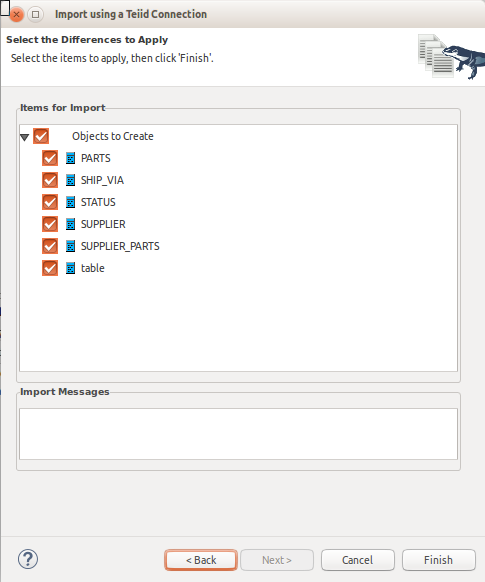 Import using a Teiid Connection
Select the Differences to Apply
Select the items to apply, then click 'Finish'.
Items for Import
Objects to Create
PARTS
SHIP_VIA
STATUS
SUPPLIER
SUPPLIER_PARTS
table
Import Messages
?
< Back
Next >
Cancel
Finish